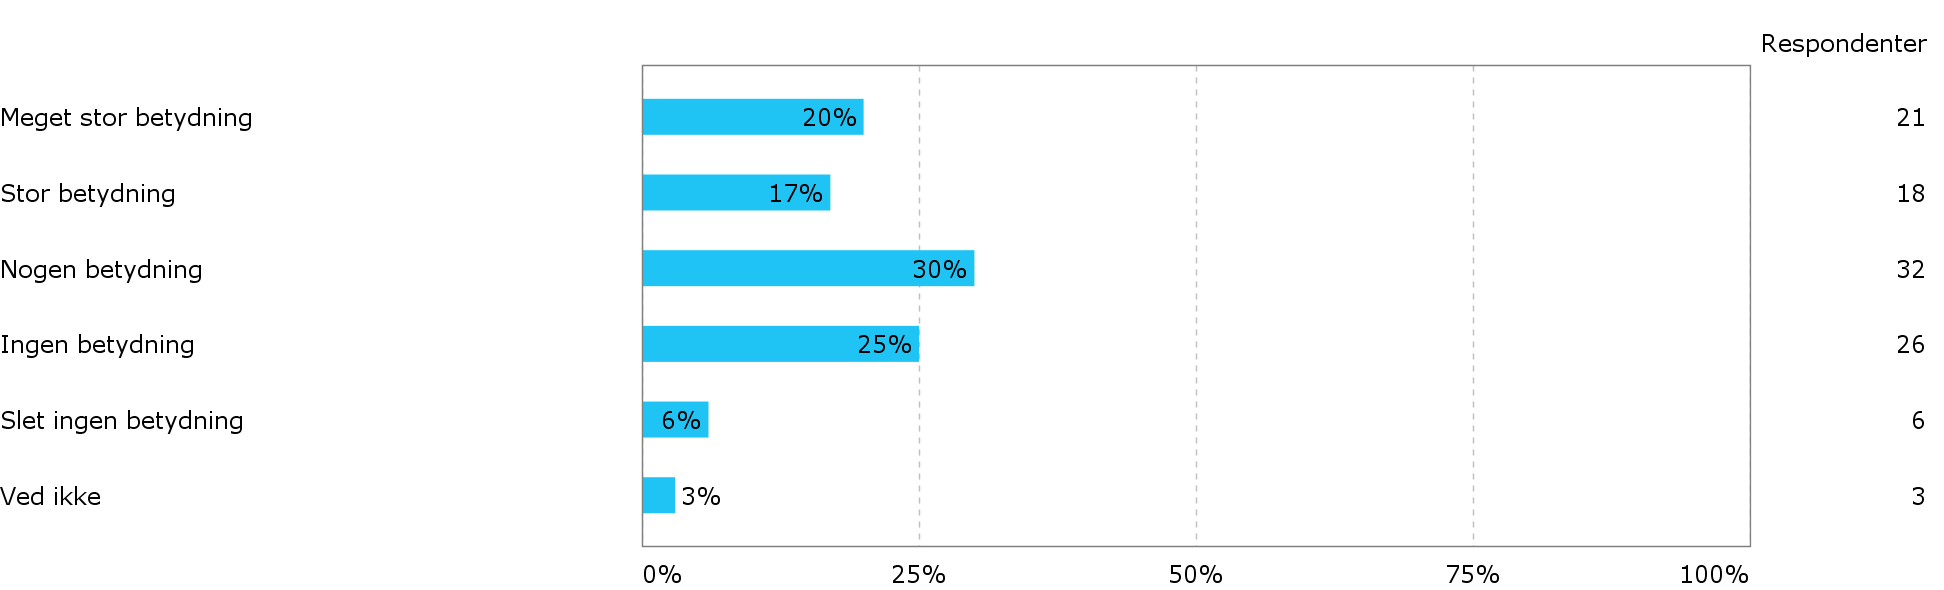 Respondenter
Meget stor betydning 20% 21
Stor betydning 17% 18
Nogen betydning 30% 32
Ingen betydning 25% 26
Slet ingen betydning 6% 6
Ved ikke 3% 3
0% 25% 50% 75% 100%